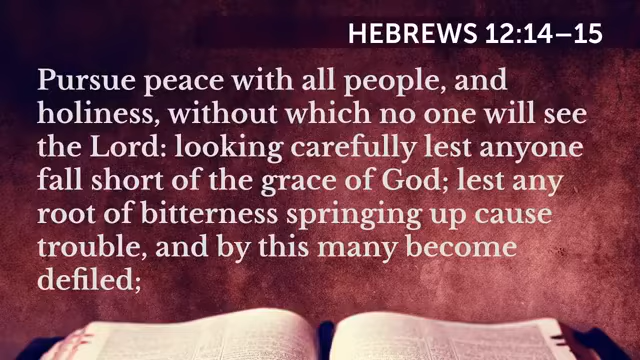 HEBREWS 12:14–15
Pursue peace with all people, and
holiness, without which no one will see
the Lord: looking carefully lest anyone
fall short of the grace of God; lest any
root of bitterness springing up cause
trouble, and by this many become
defiled;